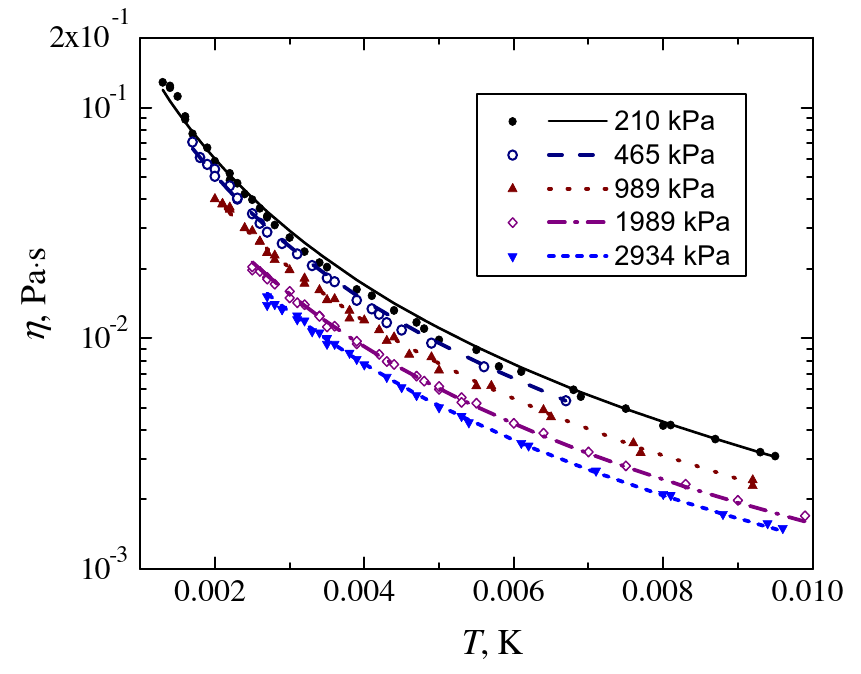 2x10⁻¹
10⁻¹
10⁻²
10⁻³
η, Pa·s
210 kPa
465 kPa
989 kPa
1989 kPa
2934 kPa
0.002 0.004 0.006 0.008 0.010
T, K